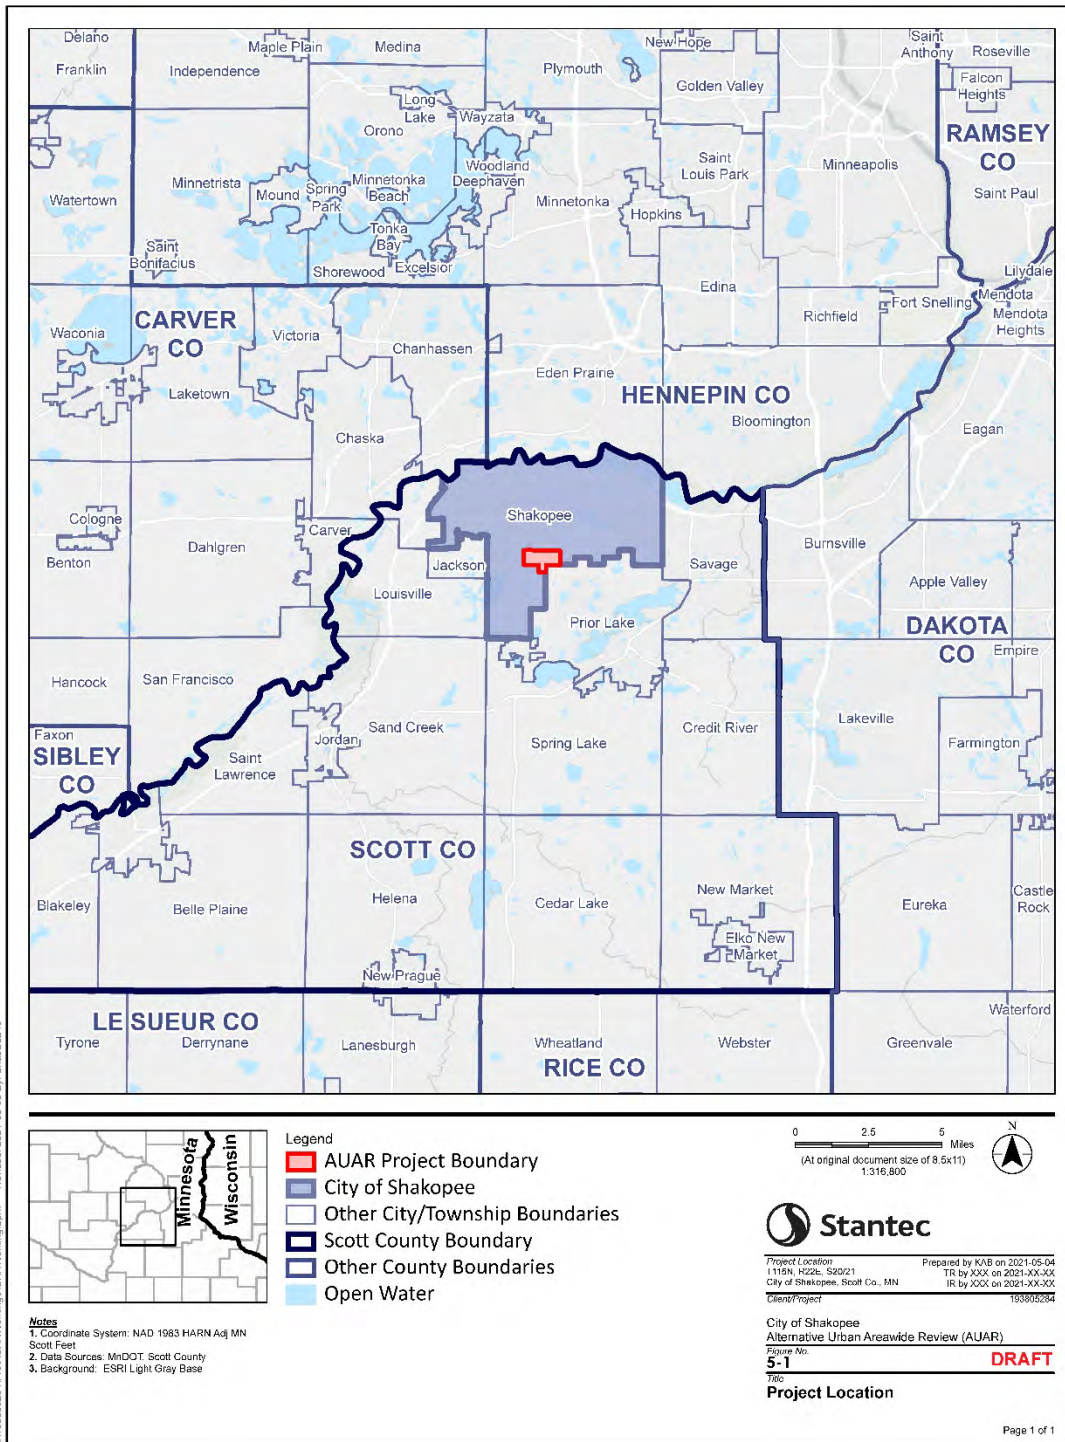 Delano
Franklin
Independence
Maple Plain
Medina
Plymouth
New Hope
Golden Valley
Saint
Anthony
Roseville
Falcon
Heights
RAMSEY
CO
Saint Paul
Long
Lake
Wayzata
Orono
Woodland
Deephaven
Minnetonka
Saint
Louis Park
Minneapolis
Hopkins
Watertown
Minnetrista
Mound
Spring
Park
Minnetonka
Beach
Tonka
Bay
Saint
Bonifacius
Shorewood
Excelsior
Edina
Lilydale
Fort Snelling
Mendota
Mendota
Heights
Richfield
Waconia
CARVER
CO
Victoria
Chanhassen
Laketown
Eden Prairie
HENNEPIN CO
Bloomington
Eagan
Chaska
Cologne
Benton
Dahlgren
Carver
Shakopee
Jackson
Louisville
Savage
Burnsville
Apple Valley
Prior Lake
DAKOTA
CO
Empire
Hancock
San Francisco
Faxon
SIBLEY
CO
Saint
Lawrence
Jordan
Sand Creek
Spring Lake
Credit River
Lakeville
Farmington
SCOTT CO
Blakeley
Belle Plaine
Helena
Cedar Lake
New Market
Elko New
Market
Eureka
Castle
Rock
New Prague
LE SUEUR CO
Tyrone
Derrynane
Lanesburgh
Wheatland
RICE CO
Webster
Greenvale
Waterford
Minnesota
Wisconsin
Legend
AUAR Project Boundary
City of Shakopee
Other City/Township Boundaries
Scott County Boundary
Other County Boundaries
Open Water
0 2.5 5
Miles
(At original document size of 8.5x11)
1:316,800
N
Stantec
Project Location
T115N, R22E, S20/21
City of Shakopee, Scott Co., MN
Prepared by KAB on 2021-05-04
TR by XXX on 2021-XX-XX
IR by XXX on 2021-XX-XX
Client/Project 193805284
City of Shakopee
Alternative Urban Areawide Review (AUAR)
Figure No.
5-1 DRAFT
Title
Project Location
Notes
1. Coordinate System: NAD 1983 HARN Adj MN
Scott Feet
2. Data Sources: MnDOT, Scott County
3. Background: ESRI Light Gray Base
Page 1 of 1